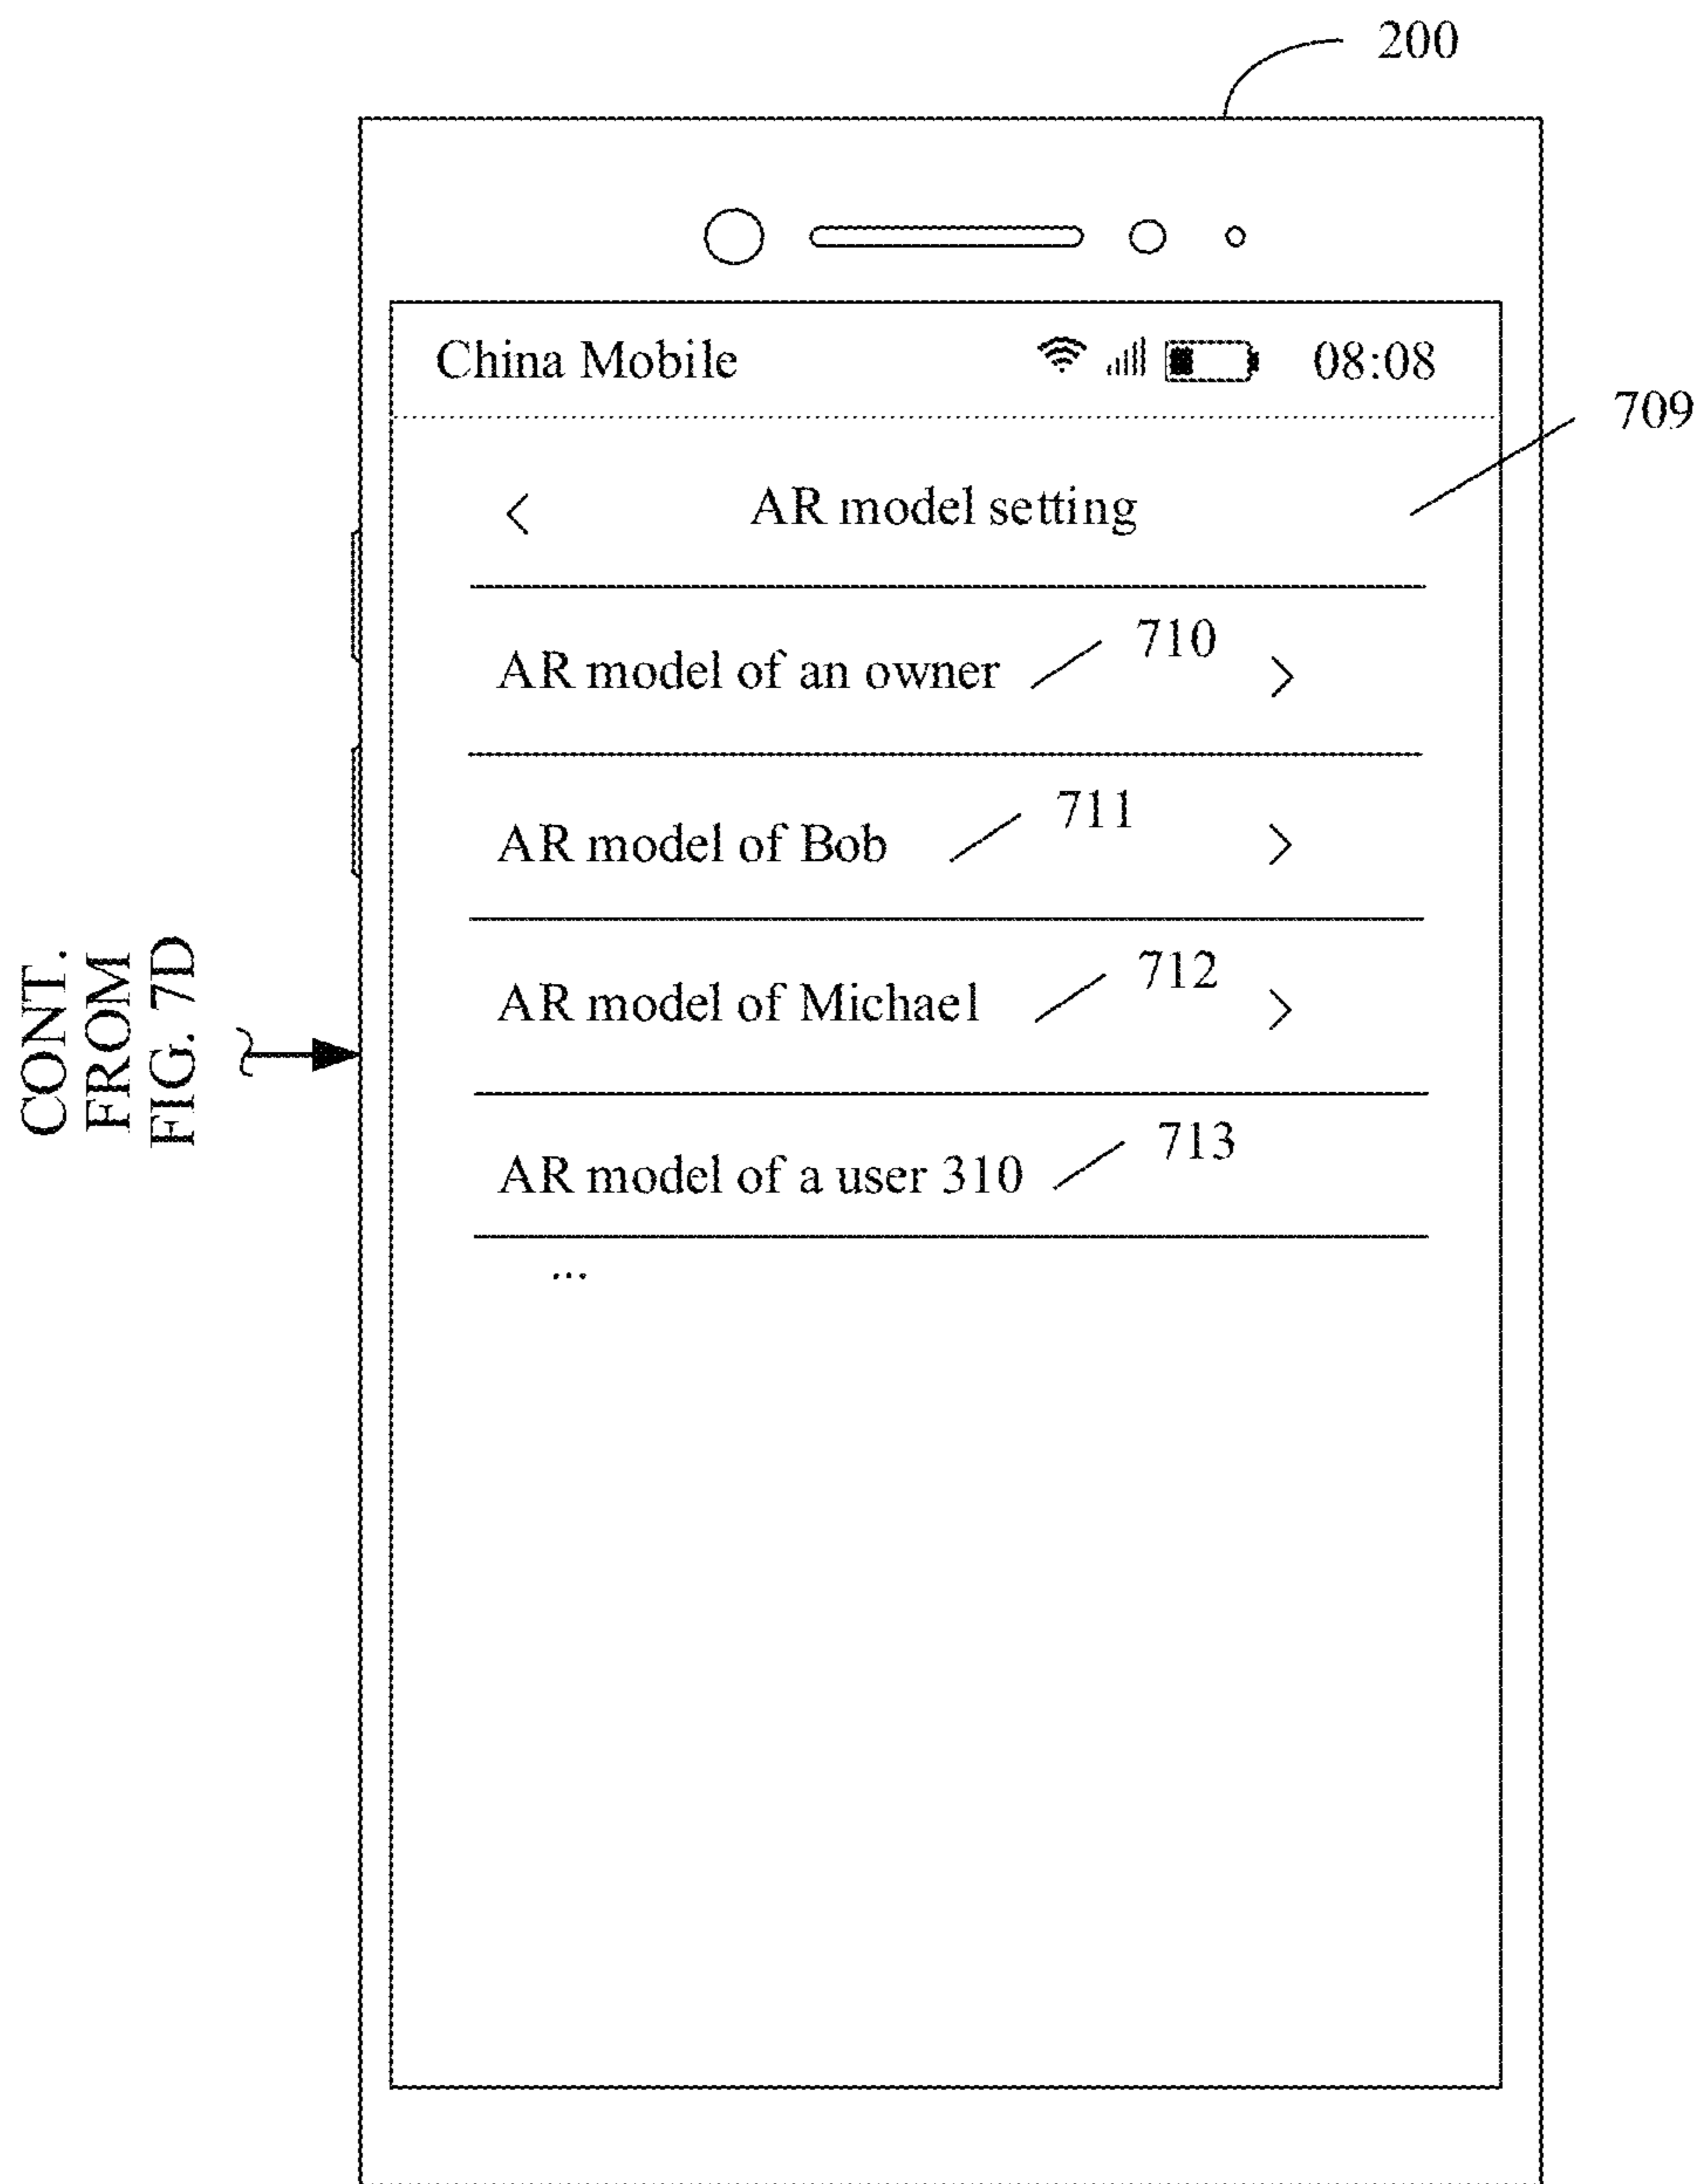 200
China Mobile 08:08
709
< AR model setting
710
AR model of an owner >
711
AR model of Bob >
712
AR model of Michael >
713
AR model of a user 310
...
CONT.
FROM
FIG. 7D